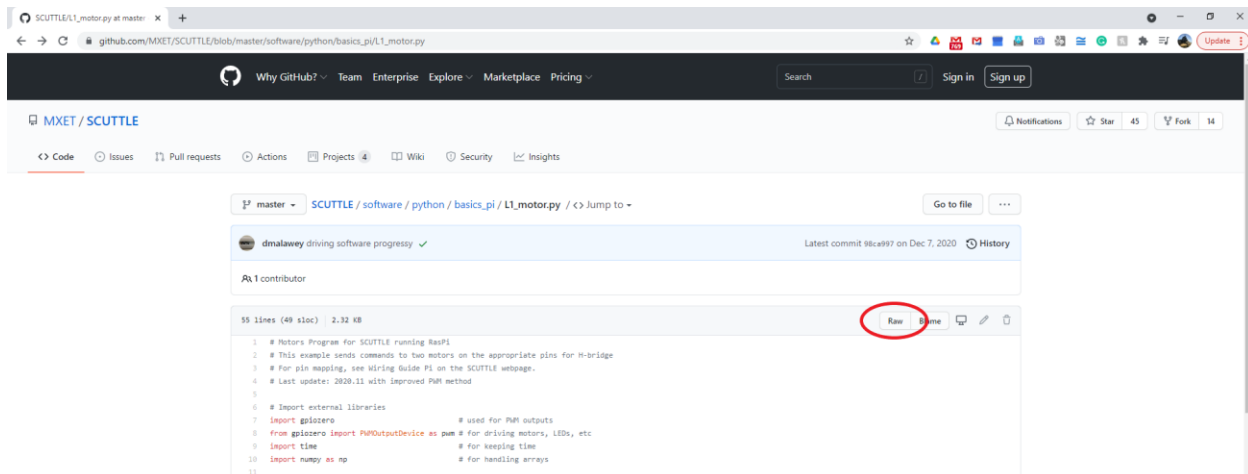 SCUTTLE/L1_motor.py at master
github.com/MXET/SCUTTLE/blob/master/software/python/basics_pi/L1_motor.py
769
Update
Why GitHub? Team Enterprise Explore Marketplace Pricing
Search /
Sign in Sign up
MXET / SCUTTLE
Notifications Star 45 Fork 14
<> Code Issues Pull requests Actions Projects 4 Wiki Security Insights
master SCUTTLE / software / python / basics_pi / L1_motor.py / <> Jump to
Go to file ...
dmalawey driving software progressy
Latest commit 98ca997 on Dec 7, 2020 History
1 contributor
55 lines (49 sloc) 2.32 KB
Raw Blame
1 # Motors Program for SCUTTLE running RasPi
2 # This example sends commands to two motors on the appropriate pins for H-bridge
3 # For pin mapping, see Wiring Guide Pi on the SCUTTLE webpage.
4 # Last update: 2020.11 with improved PWM method
5
6 # Import external libraries
7 import gpiozero # used for PWM outputs
8 from gpiozero import PWMOutputDevice as pwm # for driving motors, LEDs, etc
9 import time # for keeping time
10 import numpy as np # for handling arrays
11